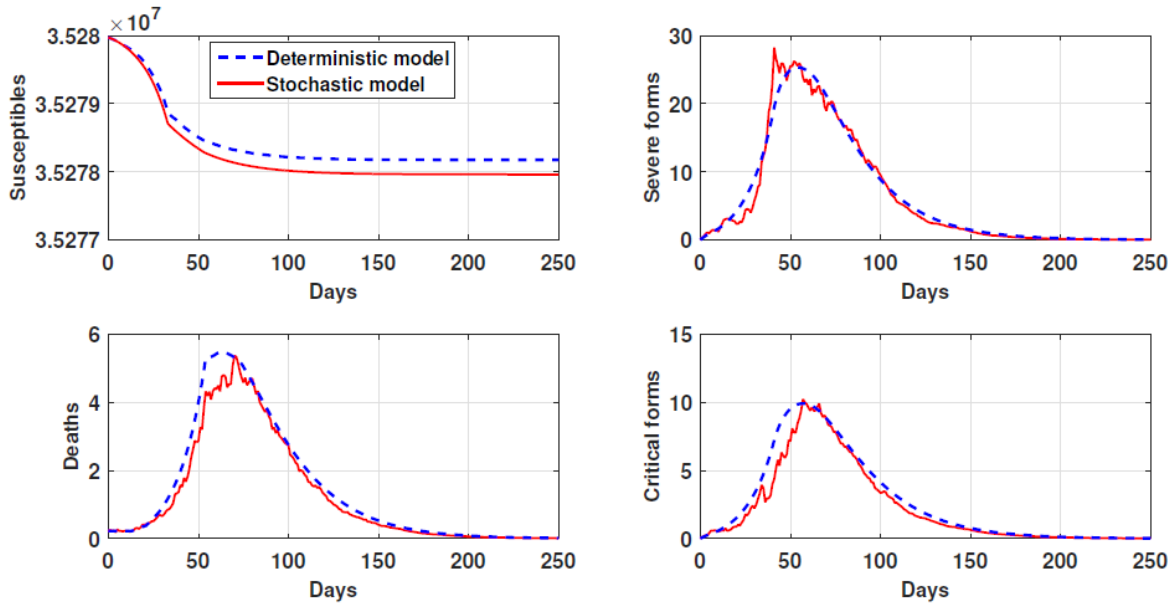 ×10^7
3.528
3.5279
3.5278
3.5277
Susceptibles
Deterministic model
Stochastic model
0 50 100 150 200 250
Days
30
20
10
0
Severe forms
0 50 100 150 200 250
Days
6
4
2
0
Deaths
0 50 100 150 200 250
Days
15
10
5
0
Critical forms
0 50 100 150 200 250
Days